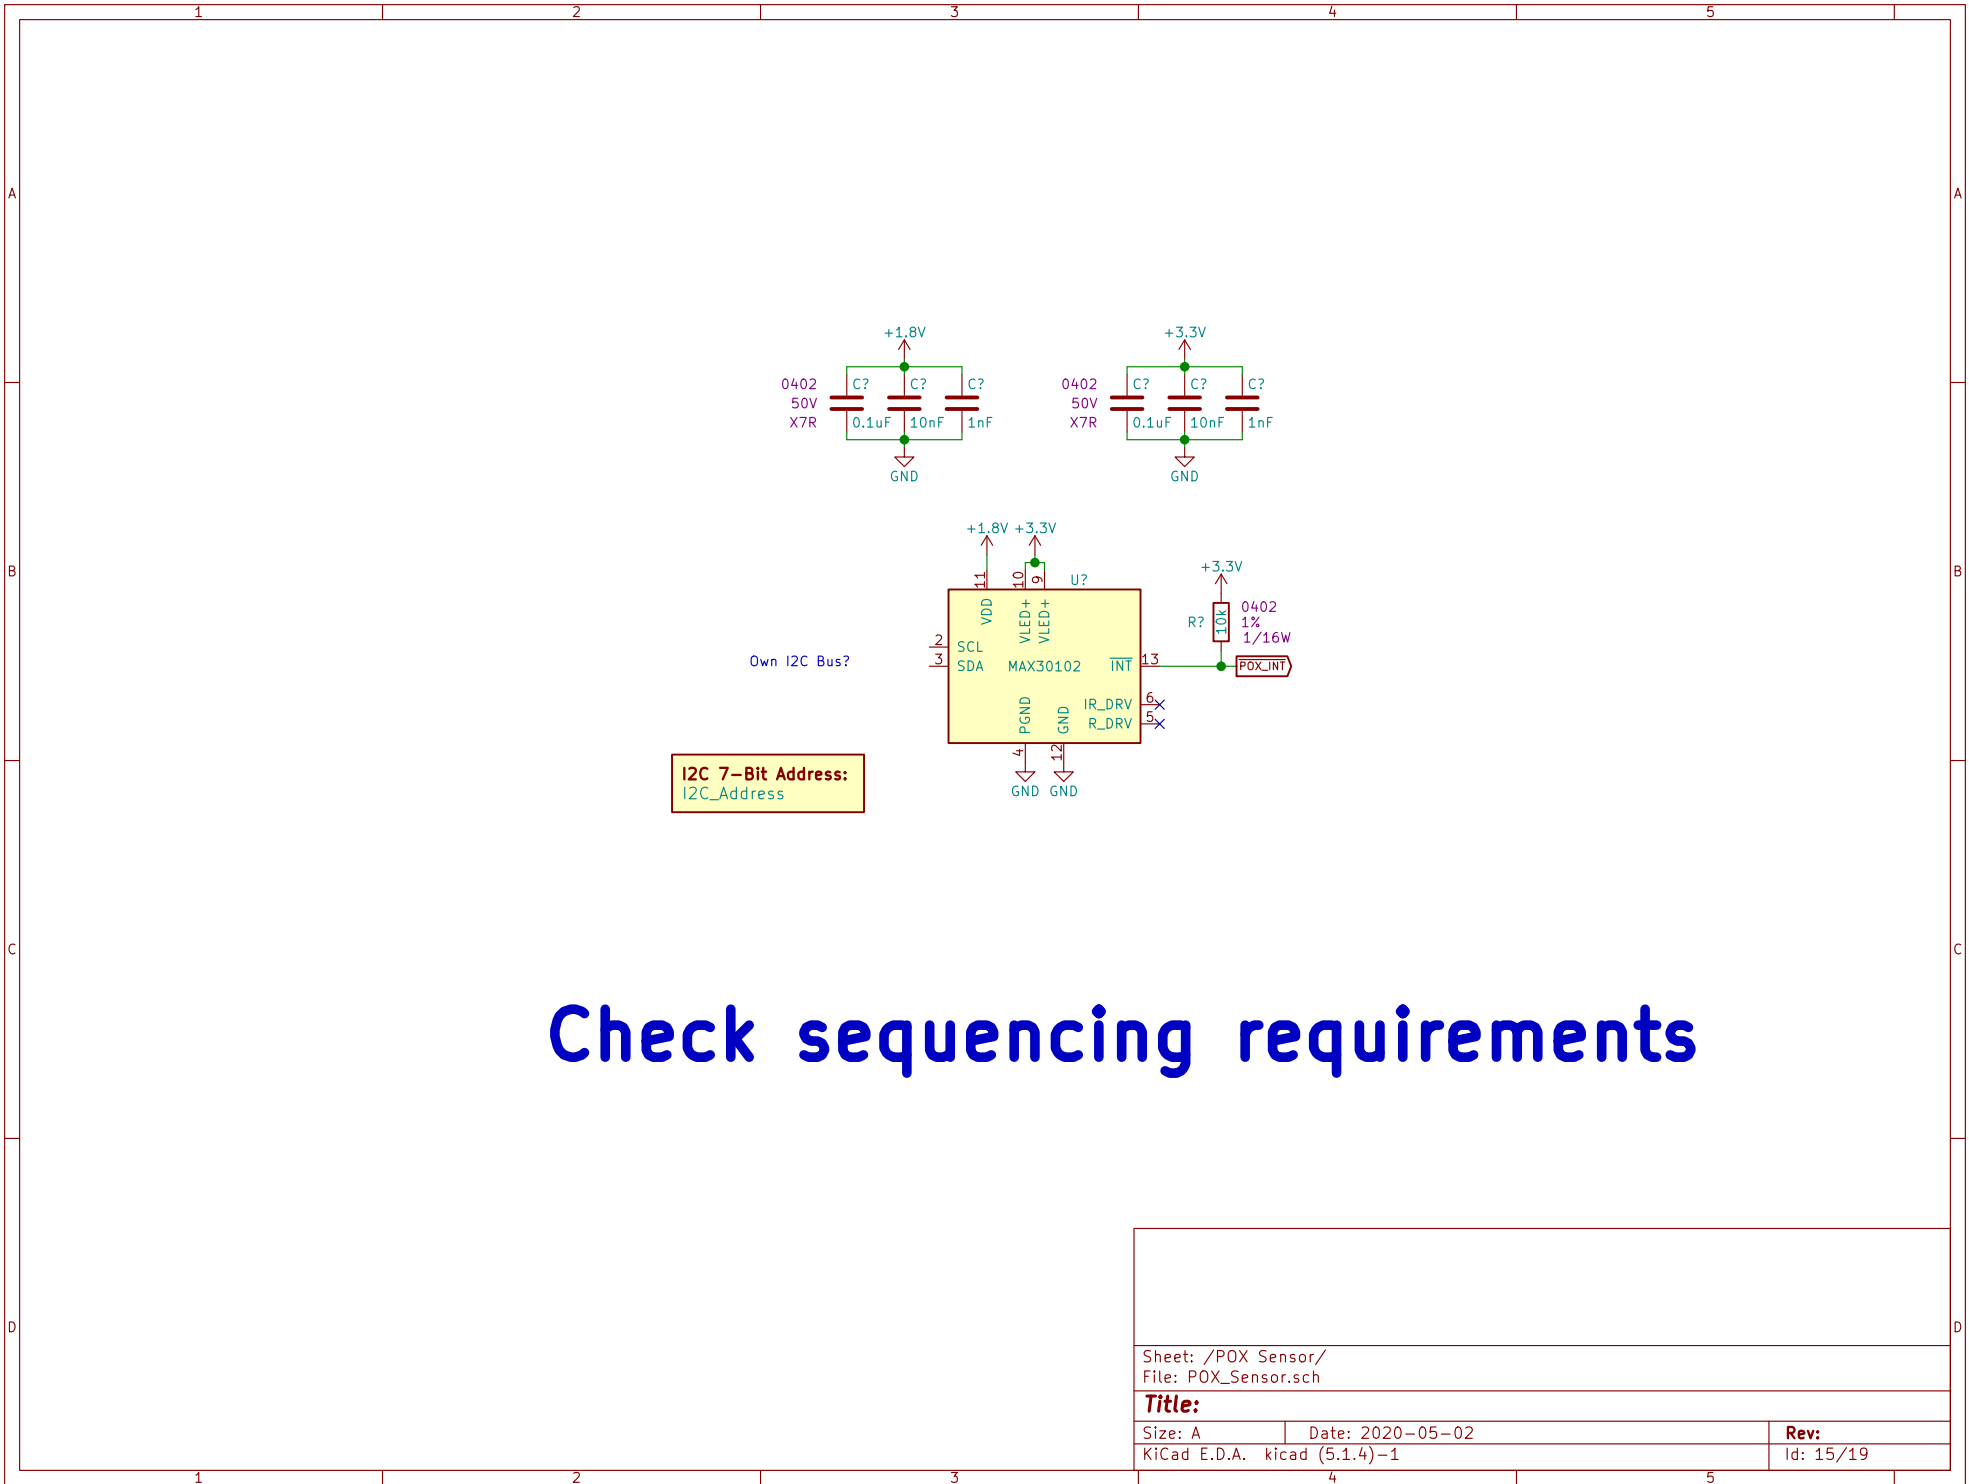 1 2 3 4 5
A A
+1.8V +3.3V
0402 C? C? C? 0402 C? C? C?
50V 50V
X7R 0.1uF 10nF 1nF X7R 0.1uF 10nF 1nF
GND GND
+1.8V +3.3V
B +3.3V B
11 10 9 U?
VDD VLED+ VLED+
R? 10k 0402
1%
1/16W
2 SCL
Own I2C Bus?
3 SDA MAX30102 INT 13 POX_INT
IR_DRV 6
PGND GND R_DRV 5
4 12
I2C 7-Bit Address:
I2C_Address
GND GND
C C
Check sequencing requirements
D D
Sheet: /POX Sensor/
File: POX_Sensor.sch
Title:
Size: A Date: 2020-05-02 Rev:
KiCad E.D.A. kicad (5.1.4)-1 Id: 15/19
1 2 3 4 5